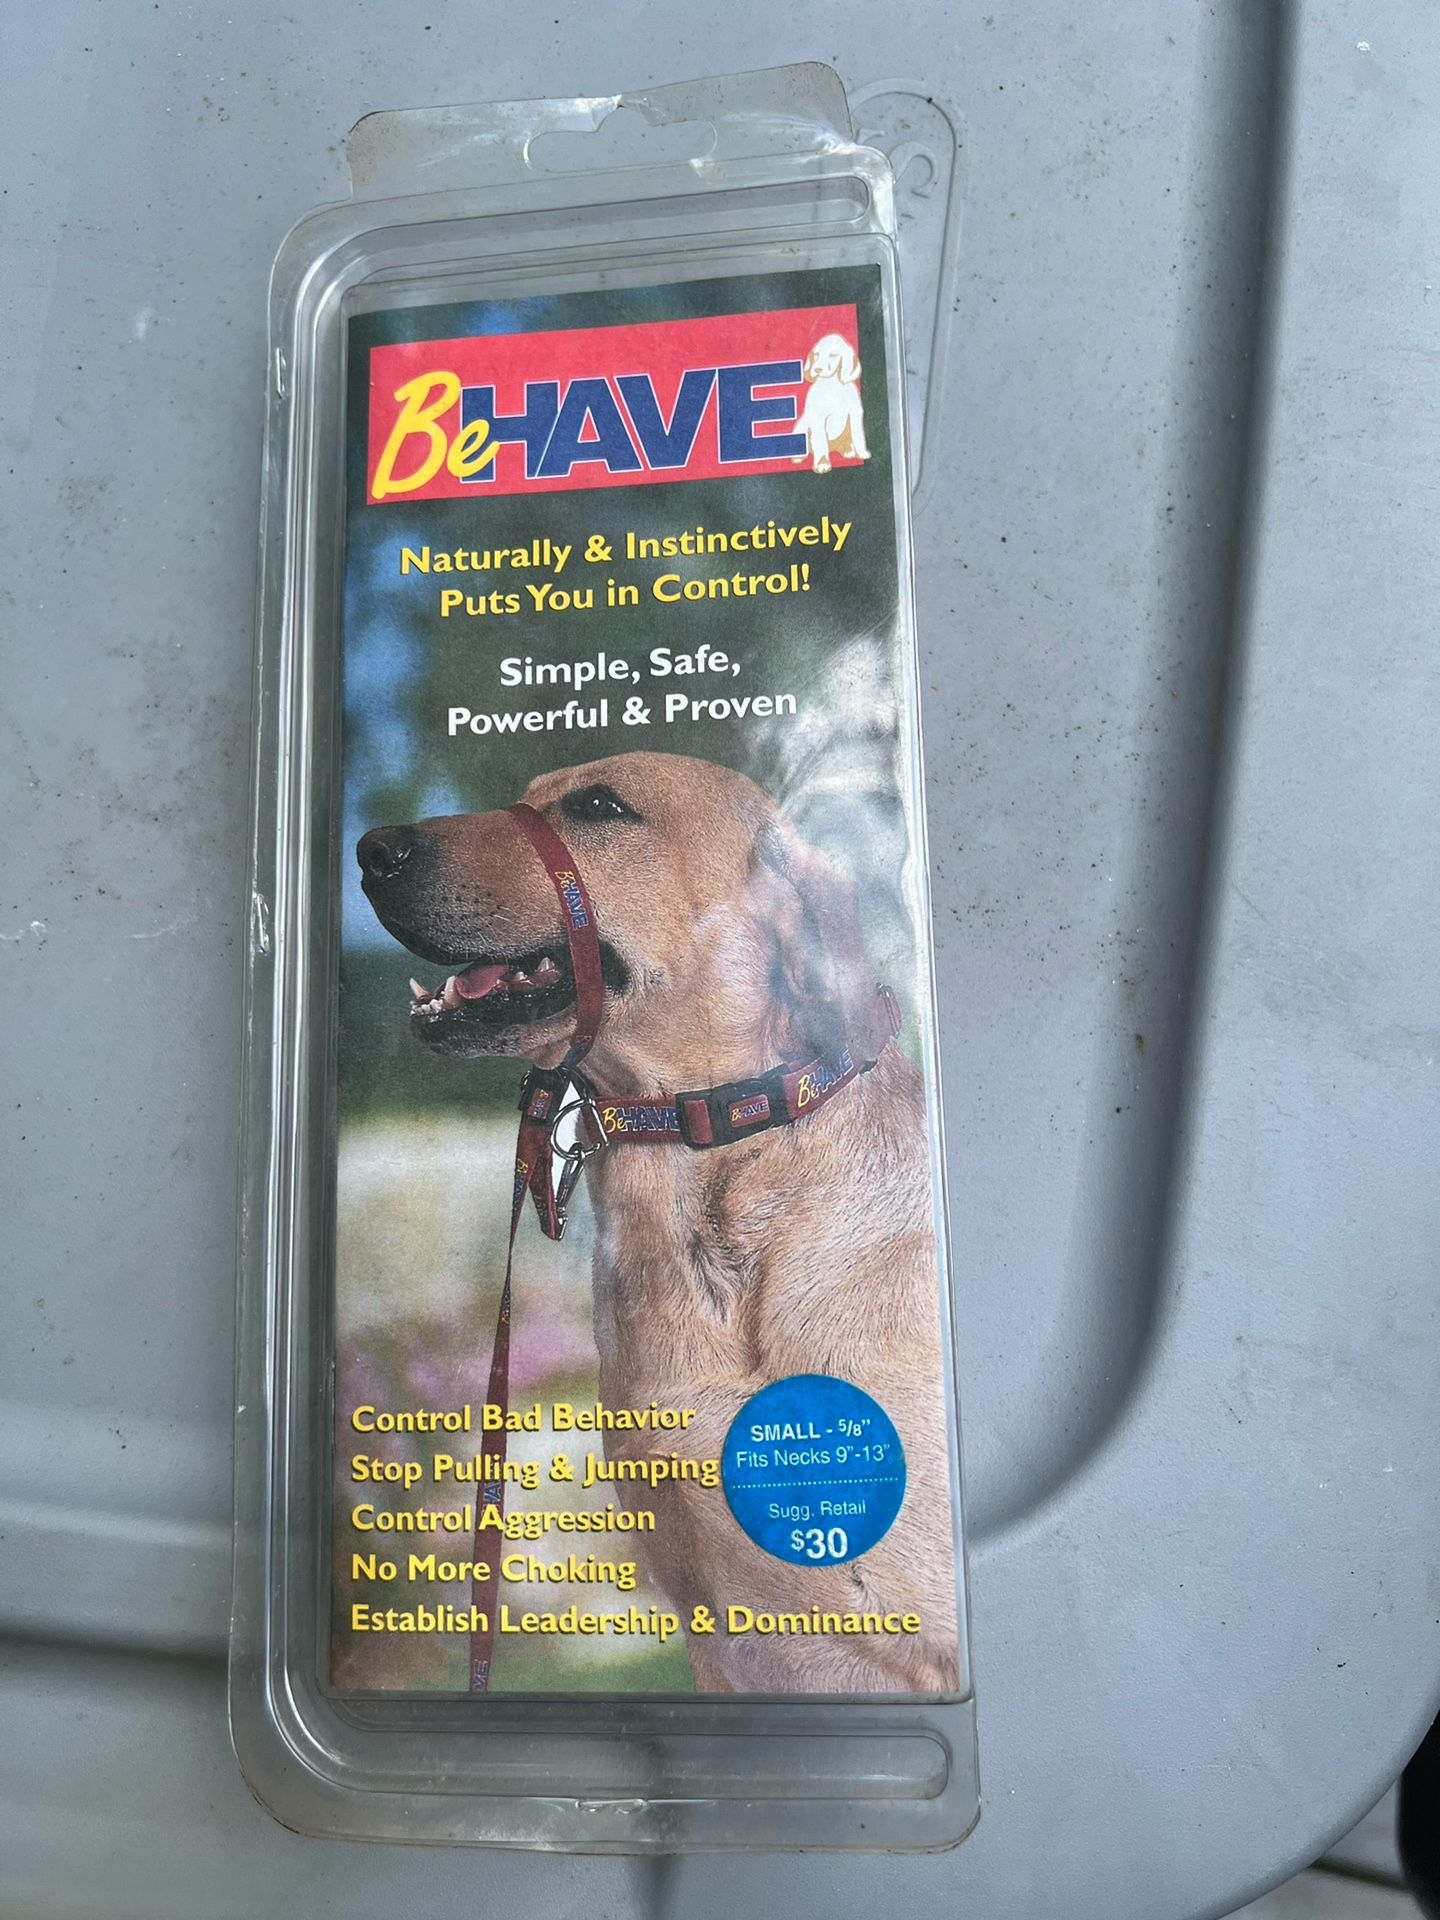 BeHAVE
Naturally & Instinctively
Puts You in Control!
Simple, Safe,
Powerful & Proven
BeHAVE
BeHAVE
BeHAVE
BeHAVE
Control Bad Behavior
Stop Pulling & Jumping
Control Aggression
No More Choking
Establish Leadership & Dominance
SMALL - 5/8"
Fits Necks 9"-13"
Sugg. Retail
$30